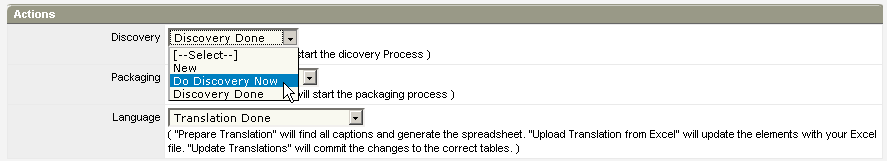 Actions
Discovery Discovery Done
[--Select--]
start the dicovery Process )
New
Do Discovery Now
Packaging
Discovery Done will start the packaging process )
Language Translation Done
( "Prepare Translation" will find all captions and generate the spreadsheet. "Upload Translation from Excel" will update the elements with your Excel
file. "Update Translations" will commit the changes to the correct tables. )